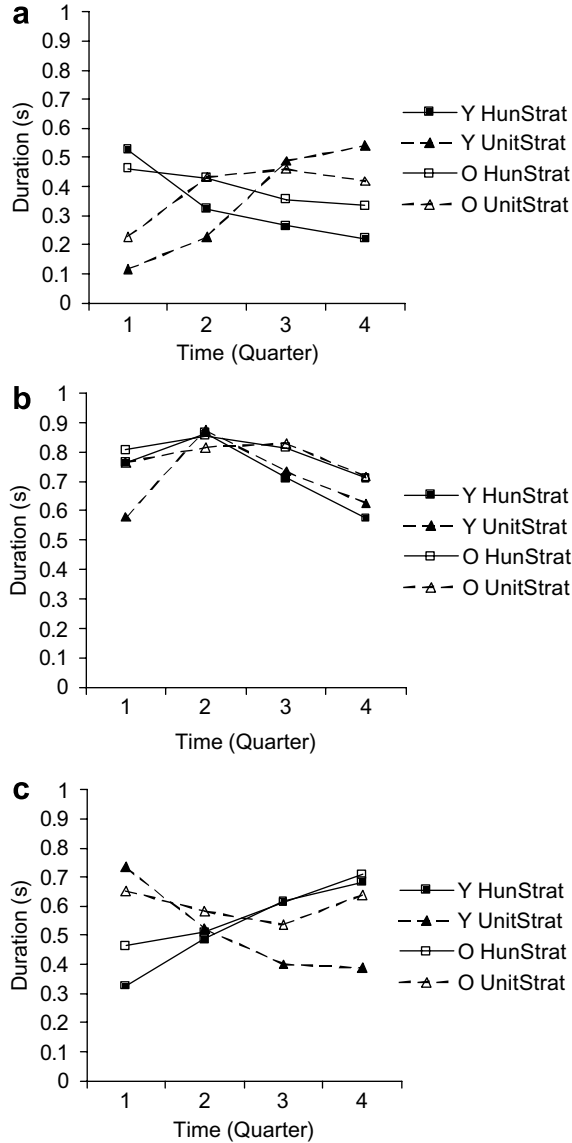 a
1
0.9
0.8
0.7
0.6
0.5
0.4
0.3
0.2
0.1
0
Duration (s)
1 2 3 4
Time (Quarter)
Y HunStrat
Y UnitStrat
O HunStrat
O UnitStrat
b
1
0.9
0.8
0.7
0.6
0.5
0.4
0.3
0.2
0.1
0
Duration (s)
1 2 3 4
Time (Quarter)
Y HunStrat
Y UnitStrat
O HunStrat
O UnitStrat
c
1
0.9
0.8
0.7
0.6
0.5
0.4
0.3
0.2
0.1
0
Duration (s)
1 2 3 4
Time (Quarter)
Y HunStrat
Y UnitStrat
O HunStrat
O UnitStrat